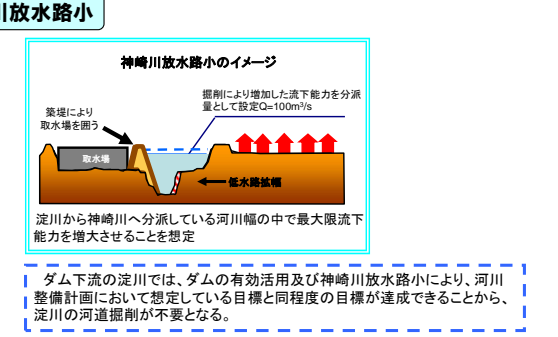 川放水路小
神崎川放水路小のイメージ
掘削により増加した流下能力を分派
量として設定Q=100m³/s
築堤により
取水場を囲う
取水場
低水路拡幅
淀川から神崎川へ分派している河川幅の中で最大限流下
能力を増大させることを想定
ダム下流の淀川では、ダムの有効活用及び神崎川放水路小により、河川
整備計画において想定している目標と同程度の目標が達成できることから、
淀川の河道掘削が不要となる。